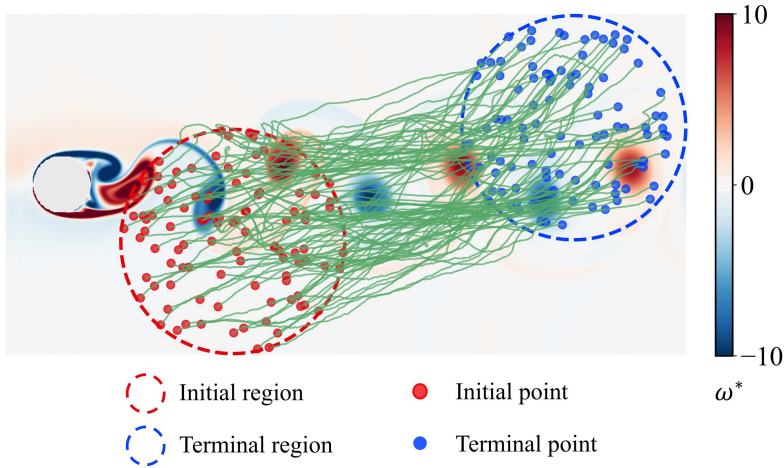 10
0
−10
ω*
Initial region
Initial point
Terminal region
Terminal point